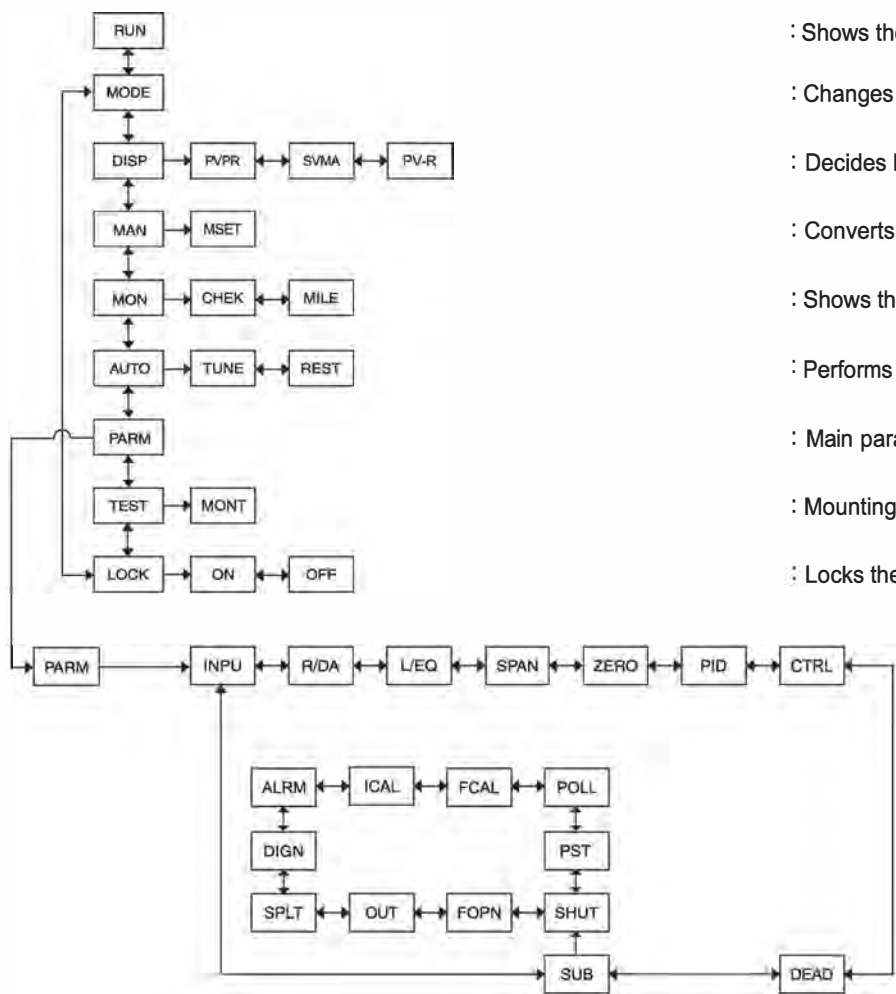 RUN : Shows the
MODE : Changes
DISP PVPR SVMA PV-R : Decides
MAN MSET : Converts
MON CHEK MILE : Shows th
AUTO TUNE REST : Performs
PARM : Main para
TEST MONT : Mounting
LOCK ON OFF : Locks the
PARM INPU R/DA L/EQ SPAN ZERO PID CTRL
ALRM ICAL FCAL POLL
DIGN PST
SPLT OUT FOPN SHUT
SUB DEAD